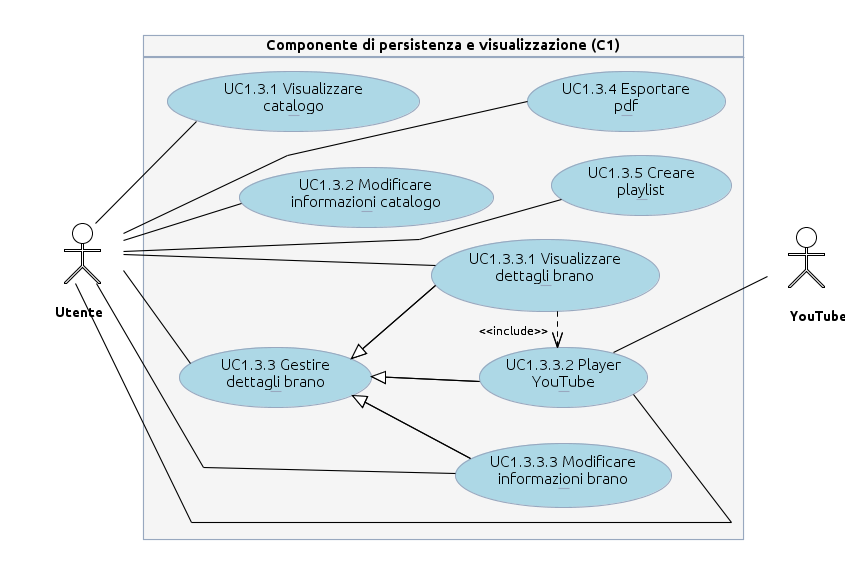 Componente di persistenza e visualizzazione (C1)
UC1.3.1 Visualizzare
catalogo
UC1.3.4 Esportare
pdf
UC1.3.2 Modificare
informazioni catalogo
UC1.3.5 Creare
playlist
UC1.3.3.1 Visualizzare
dettagli brano
Utente
YouTube
<<include>>
UC1.3.3 Gestire
dettagli brano
UC1.3.3.2 Player
YouTube
UC1.3.3.3 Modificare
informazioni brano